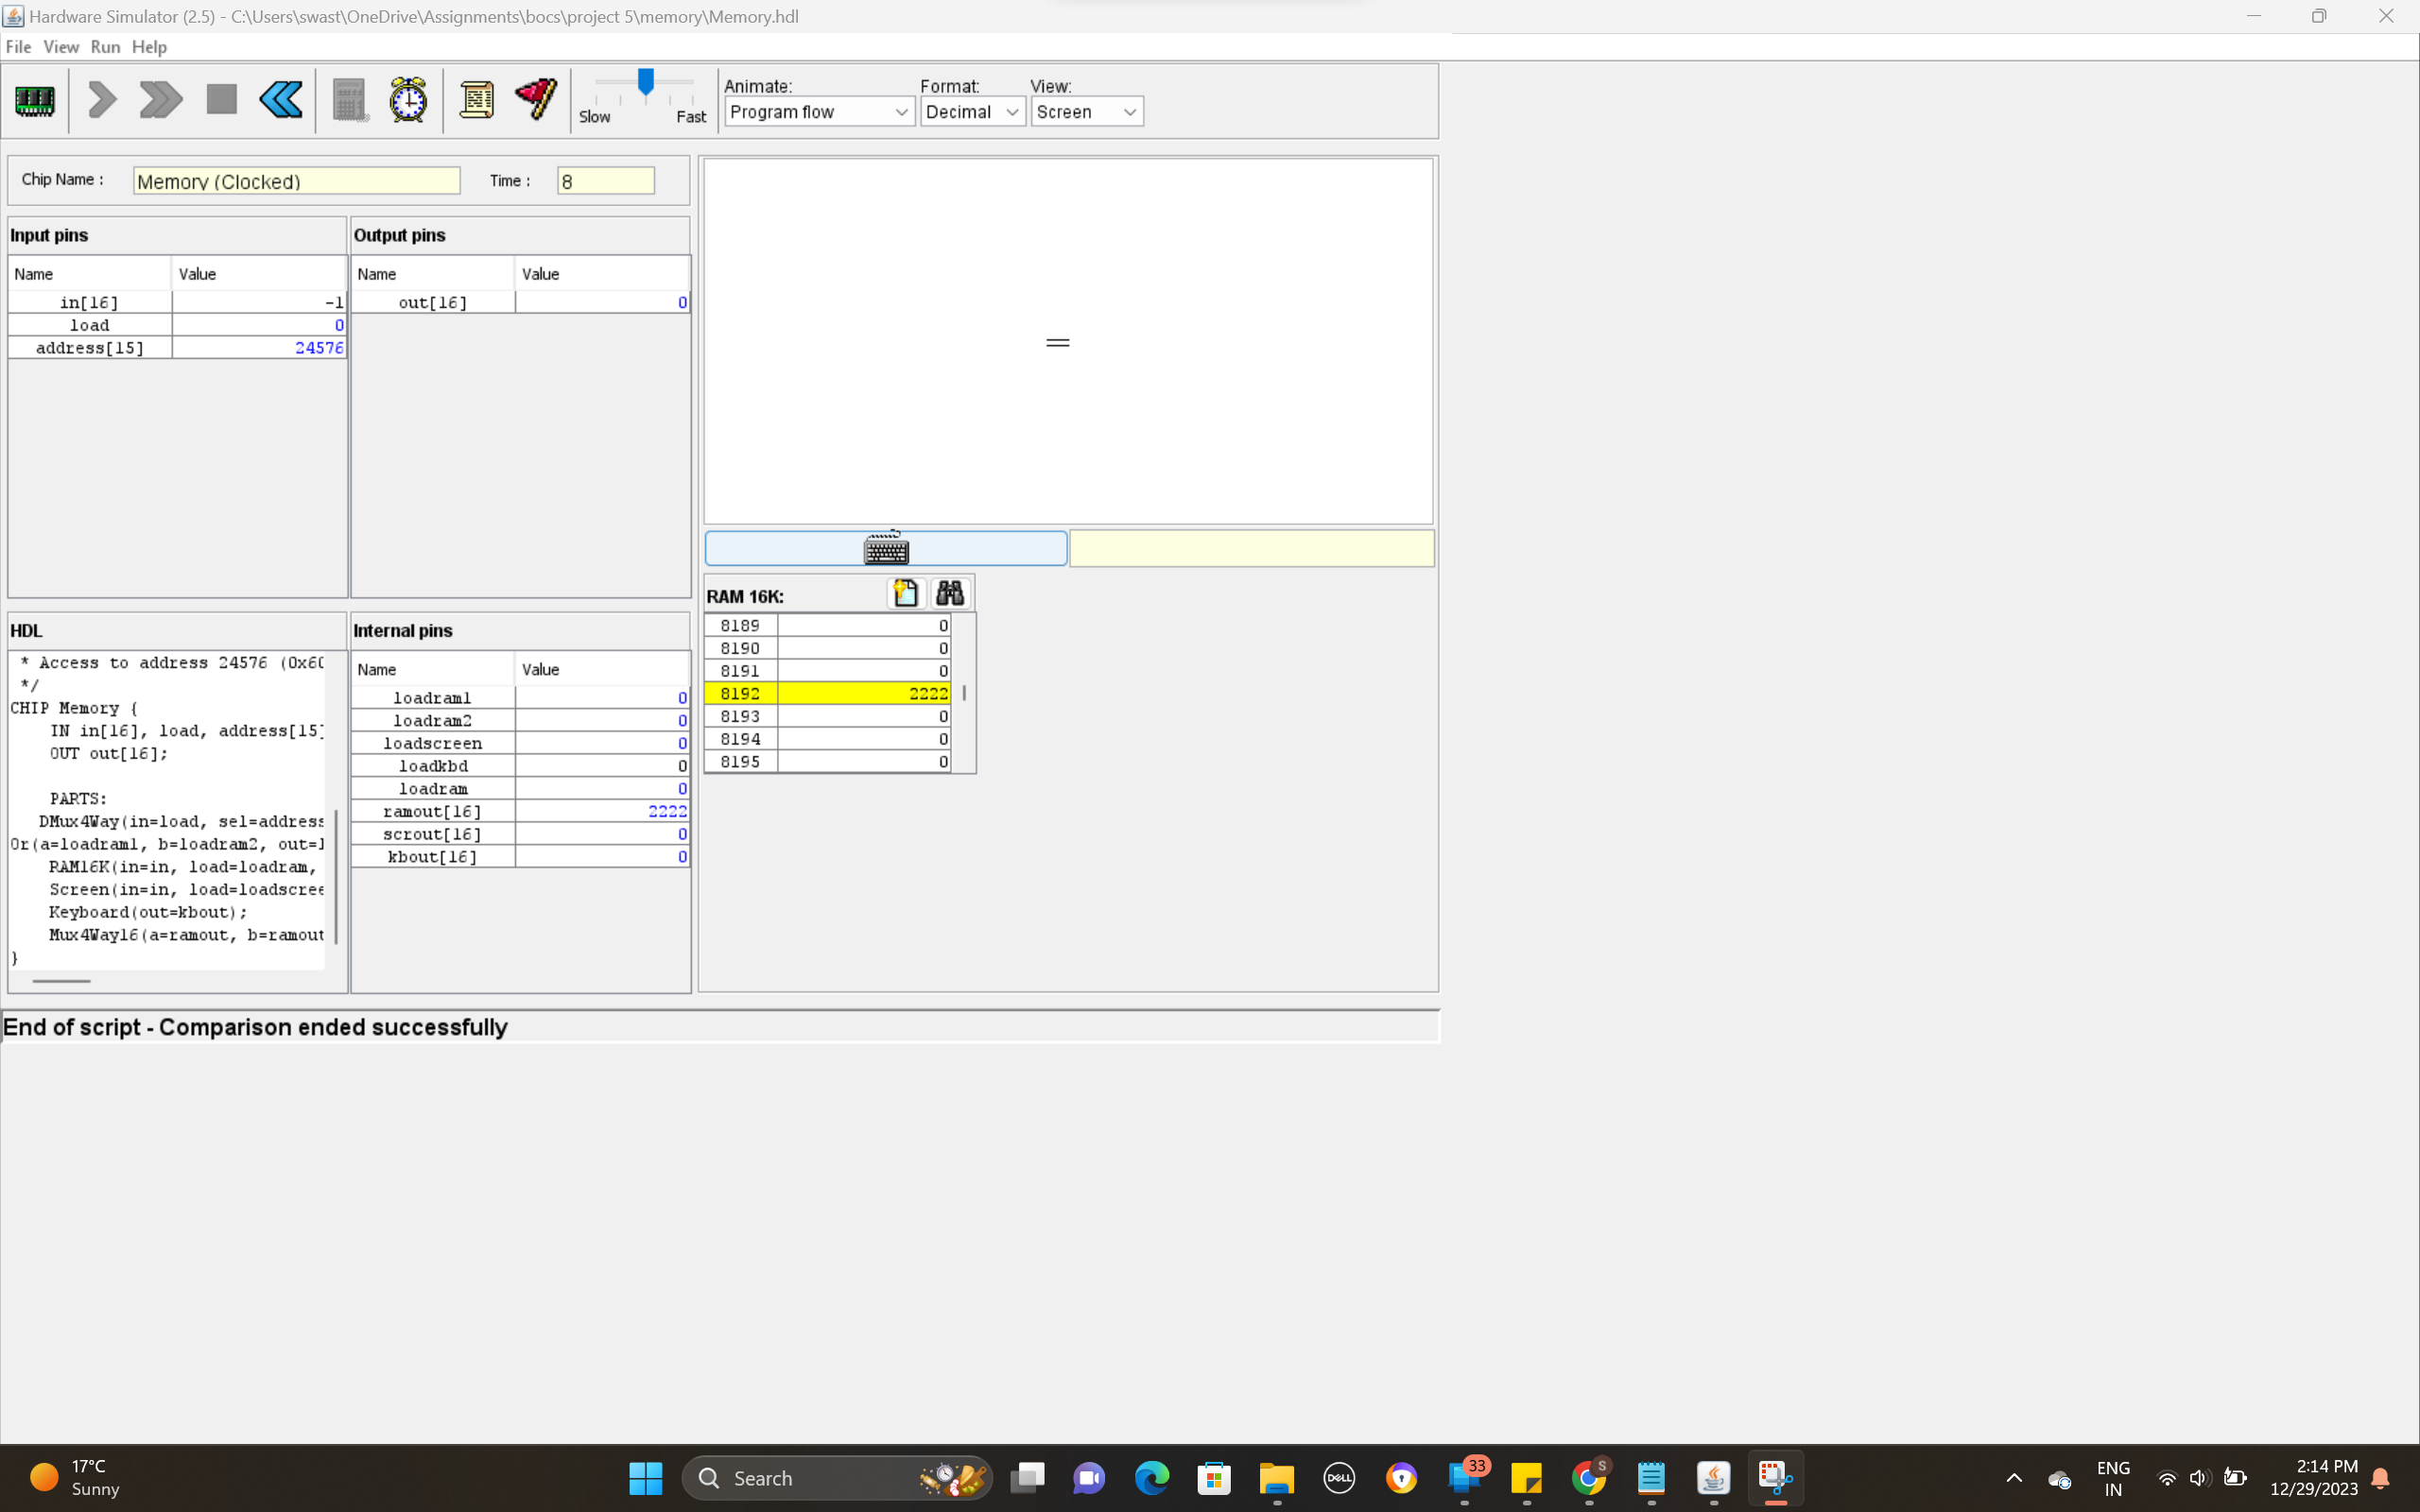 Hardware Simulator (2.5) - C:\Users\swast\OneDrive\Assignments\bocs\project 5\memory\Memory.hdl
File View Run Help
Slow Fast
Animate: Format: View:
Program flow Decimal Screen
Chip Name : Memory (Clocked) Time : 8
Input pins
Name Value
in[16] -1
load 0
address[15] 24576
Output pins
Name Value
out[16] 0
HDL
* Access to address 24576 (0x60
*/
CHIP Memory {
IN in[16], load, address[15]
OUT out[16];
PARTS:
DMux4Way(in=load, sel=address
Or(a=loadram1, b=loadram2, out=l
RAM16K(in=in, load=loadram,
Screen(in=in, load=loadscree
Keyboard(out=kbout);
Mux4Way16(a=ramout, b=ramout
}
Internal pins
Name Value
loadram1 0
loadram2 0
loadscreen 0
loadkbd 0
loadram 0
ramout[16] 2222
scrout[16] 0
kbout[16] 0
RAM 16K:
8189 0
8190 0
8191 0
8192 2222
8193 0
8194 0
8195 0
End of script - Comparison ended successfully
17°C
Sunny
Search
DELL
33
S
ENG
IN
2:14 PM
12/29/2023